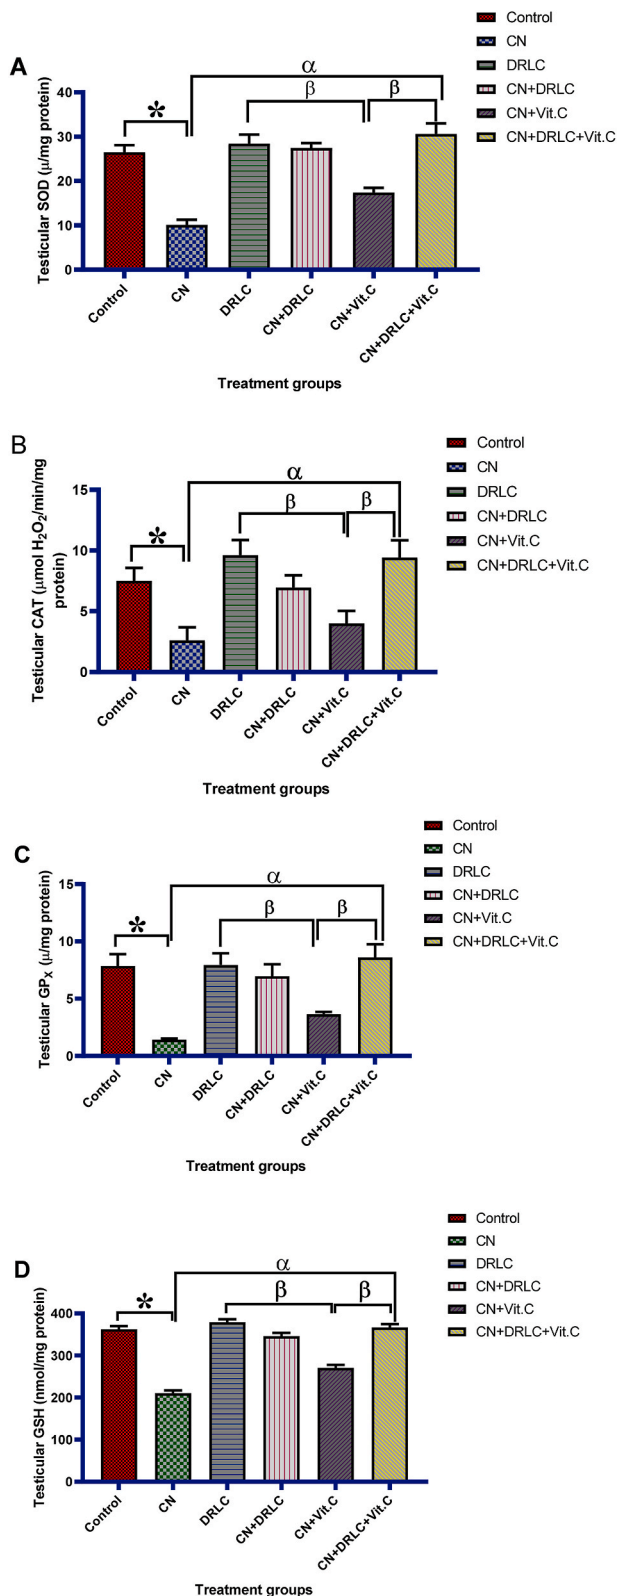 Control
CN
DRLC
CN+DRLC
CN+Vit.C
CN+DRLC+Vit.C
A
α
β
β
*
Testicular SOD (μ/mg protein)
40
30
20
10
0
Control
CN
DRLC
CN+DRLC
CN+Vit.C
CN+DRLC+Vit.C
Treatment groups
B
Control
CN
DRLC
CN+DRLC
CN+Vit.C
CN+DRLC+Vit.C
α
β
β
*
Testicular CAT (μmol H₂O₂/min/mg
protein)
15
10
5
0
Control
CN
DRLC
CN+DRLC
CN+Vit.C
CN+DRLC+Vit.C
Treatment groups
C
Control
CN
DRLC
CN+DRLC
CN+Vit.C
CN+DRLC+Vit.C
α
β
β
*
Testicular GPX (μ/mg protein)
15
10
5
0
Control
CN
DRLC
CN+DRLC
CN+Vit.C
CN+DRLC+Vit.C
Treatment groups
D
Control
CN
DRLC
CN+DRLC
CN+Vit.C
CN+DRLC+Vit.C
α
β
β
*
Testicular GSH (nmol/mg protein)
400
300
200
100
0
Control
CN
DRLC
CN+DRLC
CN+Vit.C
CN+DRLC+Vit.C
Treatment groups